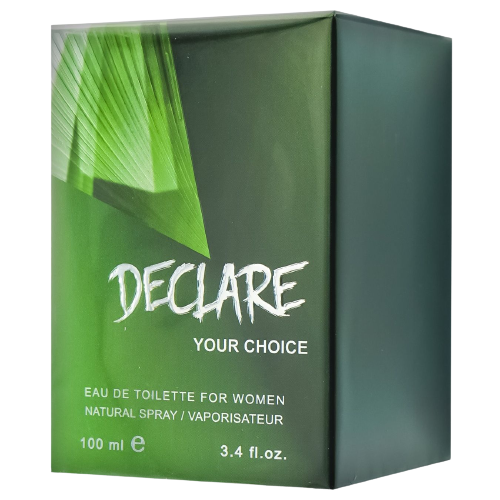 DECLARE
YOUR CHOICE
EAU DE TOILETTE FOR WOMEN
NATURAL SPRAY / VAPORISATEUR
100 ml ℮ 3.4 fl.oz.